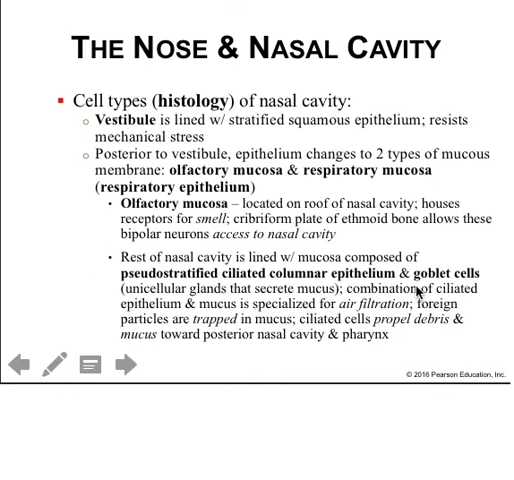 THE NOSE & NASAL CAVITY
▪ Cell types (histology) of nasal cavity:
○ Vestibule is lined w/ stratified squamous epithelium; resists
mechanical stress
○ Posterior to vestibule, epithelium changes to 2 types of mucous
membrane: olfactory mucosa & respiratory mucosa
(respiratory epithelium)
• Olfactory mucosa – located on roof of nasal cavity; houses
receptors for smell; cribriform plate of ethmoid bone allows these
bipolar neurons access to nasal cavity
• Rest of nasal cavity is lined w/ mucosa composed of
pseudostratified ciliated columnar epithelium & goblet cells
(unicellular glands that secrete mucus); combination of ciliated
epithelium & mucus is specialized for air filtration; foreign
particles are trapped in mucus; ciliated cells propel debris &
mucus toward posterior nasal cavity & pharynx
© 2016 Pearson Education, Inc.